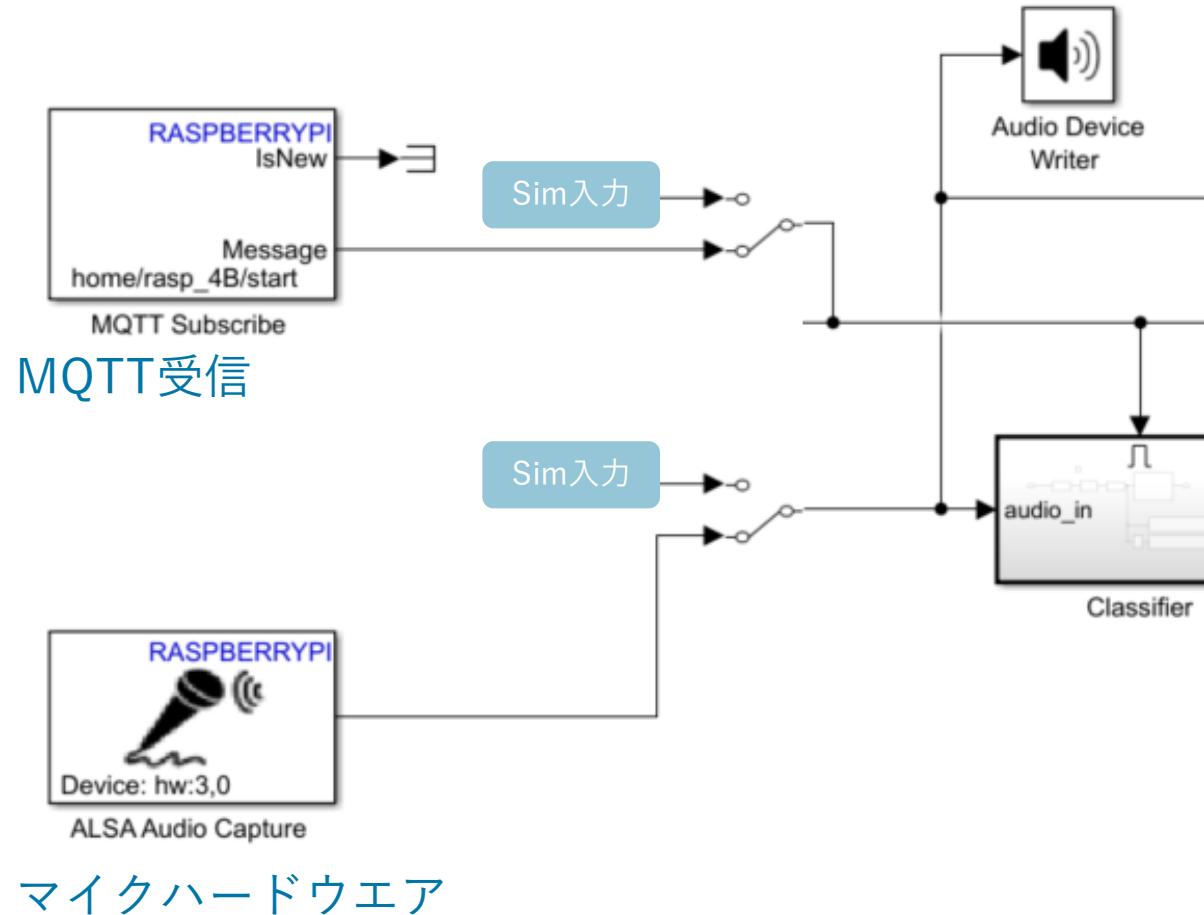 Audio Device
Writer
RASPBERRYPI
IsNew
Message
home/rasp_4B/start
MQTT Subscribe
MQTT受信
Sim入力
Sim入力
audio_in
Classifier
RASPBERRYPI
Device: hw:3,0
ALSA Audio Capture
マイクハードウエア